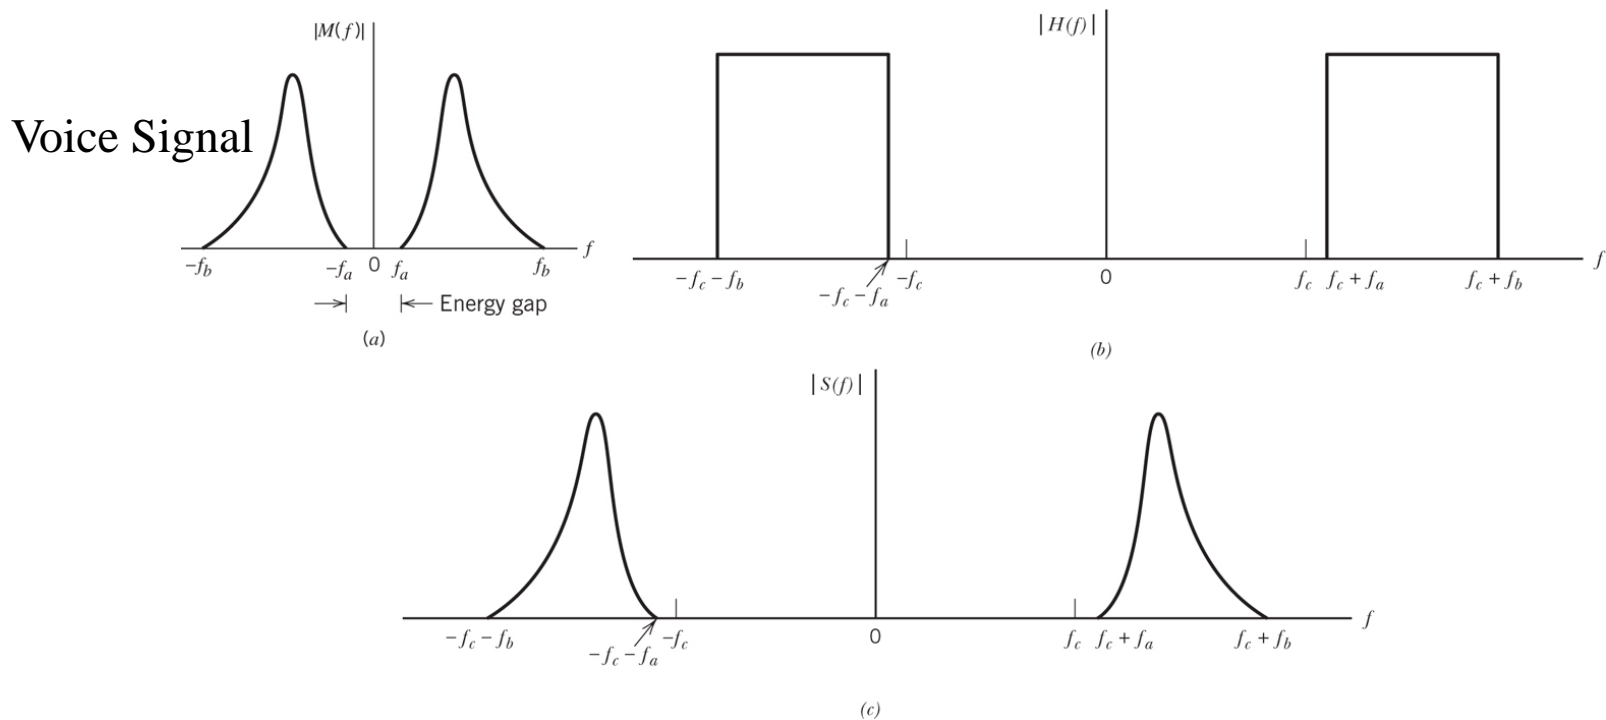 |M(f)|
Voice Signal
−f_b −f_a 0 f_a f_b f
Energy gap
(a)
|H(f)|
−f_c − f_b −f_c − f_a −f_c 0 f_c f_c + f_a f_c + f_b f
(b)
|S(f)|
−f_c − f_b −f_c − f_a −f_c 0 f_c f_c + f_a f_c + f_b f
(c)